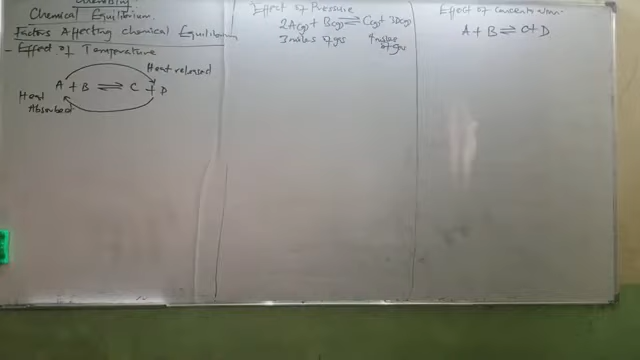 Chemistry
Chemical Equilibrium.
Factors Affecting chemical Equilibrium
- Effect of Temperature
Heat released
A + B ⇌ C + D
Heat
Absorbed
Effect of Pressure
2A(g) + B(g) ⇌ C(g) + 3D(g)
3 moles of gas 4 moles of gas
Effect of Concentration
A + B ⇌ C + D